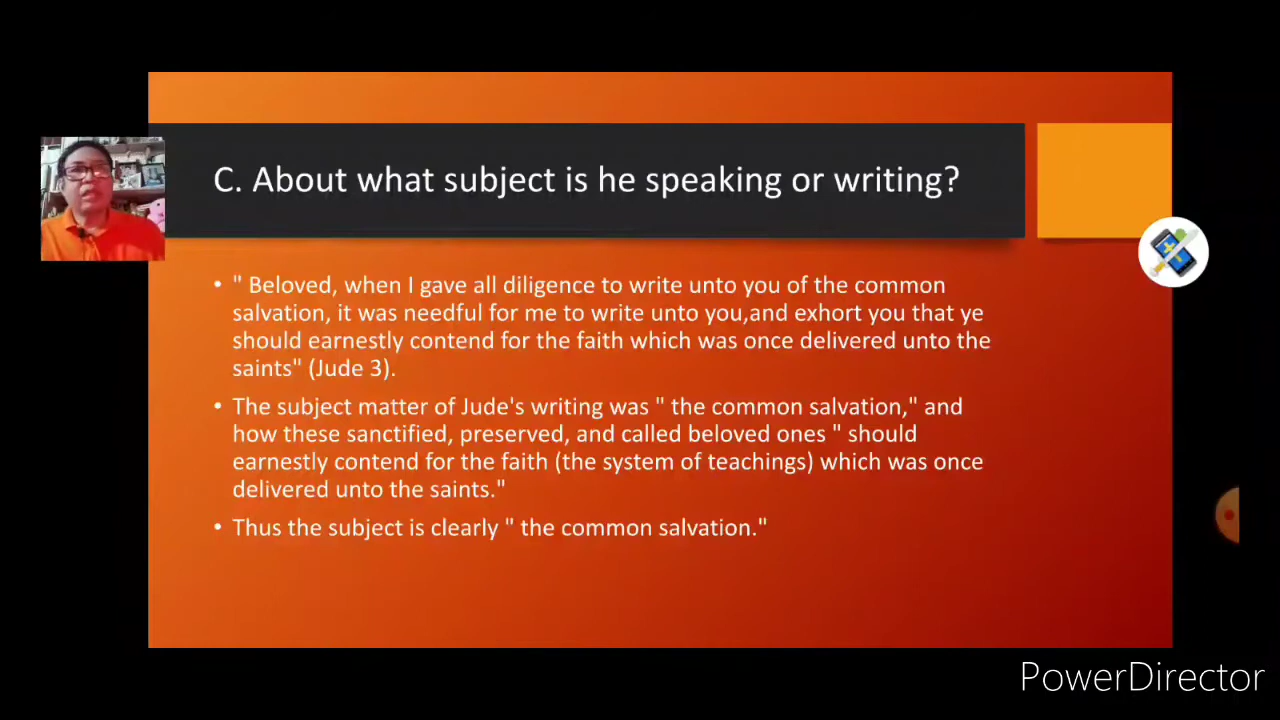 C. About what subject is he speaking or writing?
• " Beloved, when I gave all diligence to write unto you of the common
salvation, it was needful for me to write unto you,and exhort you that ye
should earnestly contend for the faith which was once delivered unto the
saints" (Jude 3).
• The subject matter of Jude's writing was " the common salvation," and
how these sanctified, preserved, and called beloved ones " should
earnestly contend for the faith (the system of teachings) which was once
delivered unto the saints."
• Thus the subject is clearly " the common salvation."
PowerDirector